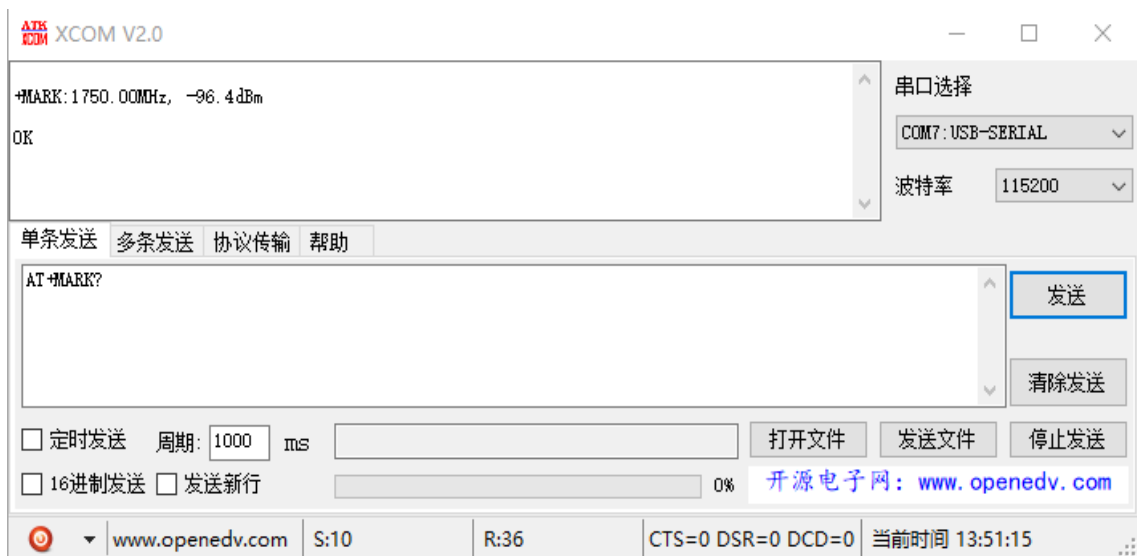 ATK XCOM XCOM V2.0
+MARK:1750.00MHz, -96.4dBm
OK
串口选择
COM7:USB-SERIAL
波特率 115200
单条发送 多条发送 协议传输 帮助
AT+MARK?
发送
清除发送
定时发送 周期: 1000 ms 打开文件 发送文件 停止发送
16进制发送 发送新行 0% 开源电子网：www.openedv.com
www.openedv.com S:10 R:36 CTS=0 DSR=0 DCD=0 当前时间 13:51:15